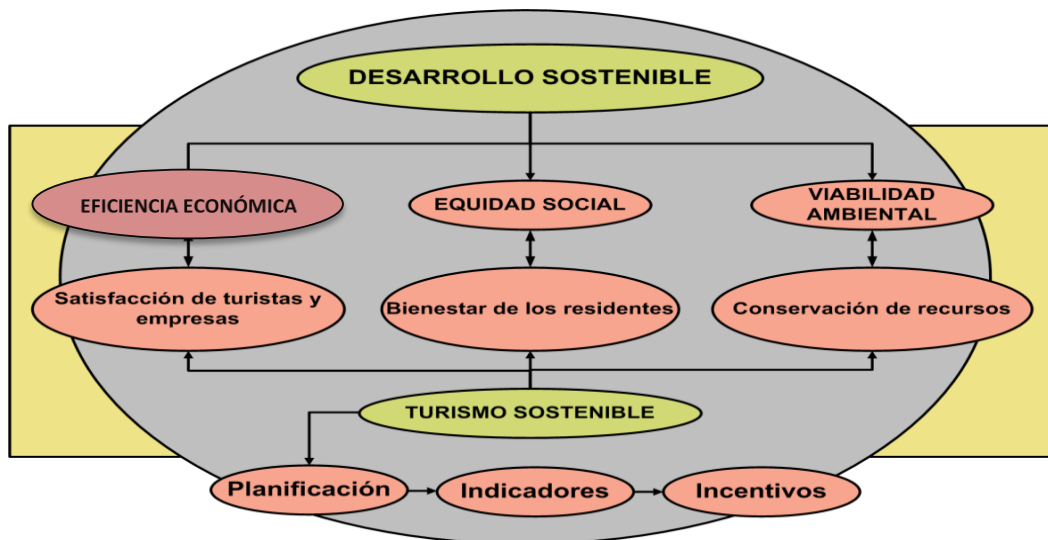 DESARROLLO SOSTENIBLE
EFICIENCIA ECONÓMICA
EQUIDAD SOCIAL
VIABILIDAD
AMBIENTAL
Satisfacción de turistas y
empresas
Bienestar de los residentes
Conservación de recursos
TURISMO SOSTENIBLE
Planificación
Indicadores
Incentivos